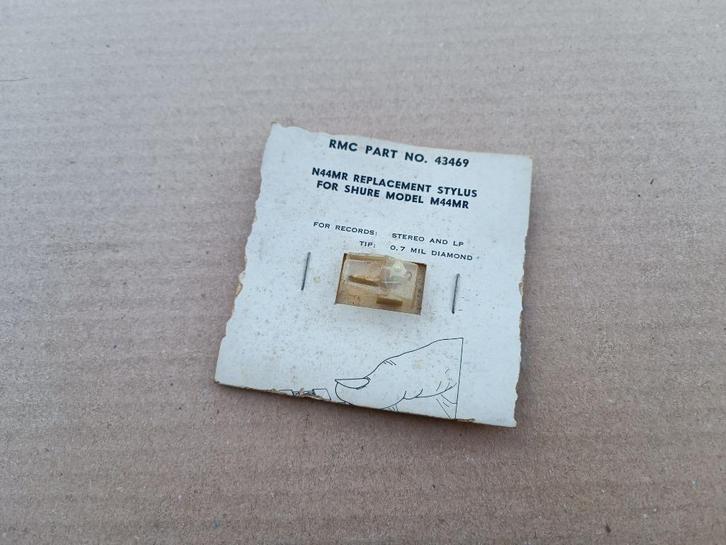 RMC PART NO. 43469
N44MR REPLACEMENT STYLUS
FOR SHURE MODEL M44MR
FOR RECORDS: STEREO AND LP
TIP: 0.7 MIL DIAMOND